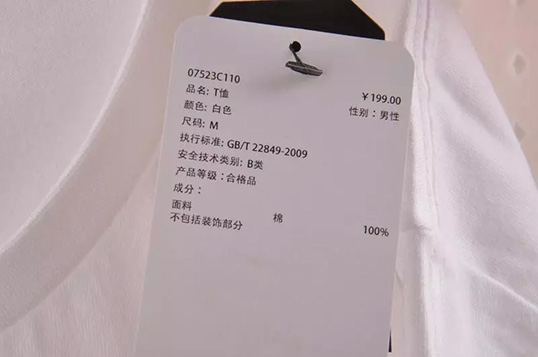 07523C110
品名: T恤 ￥199.00
颜色: 白色 性别：男性
尺码: M
执行标准: GB/T 22849-2009
安全技术类别: B类
产品等级：合格品
成分：
面料 棉 100%
不包括装饰部分